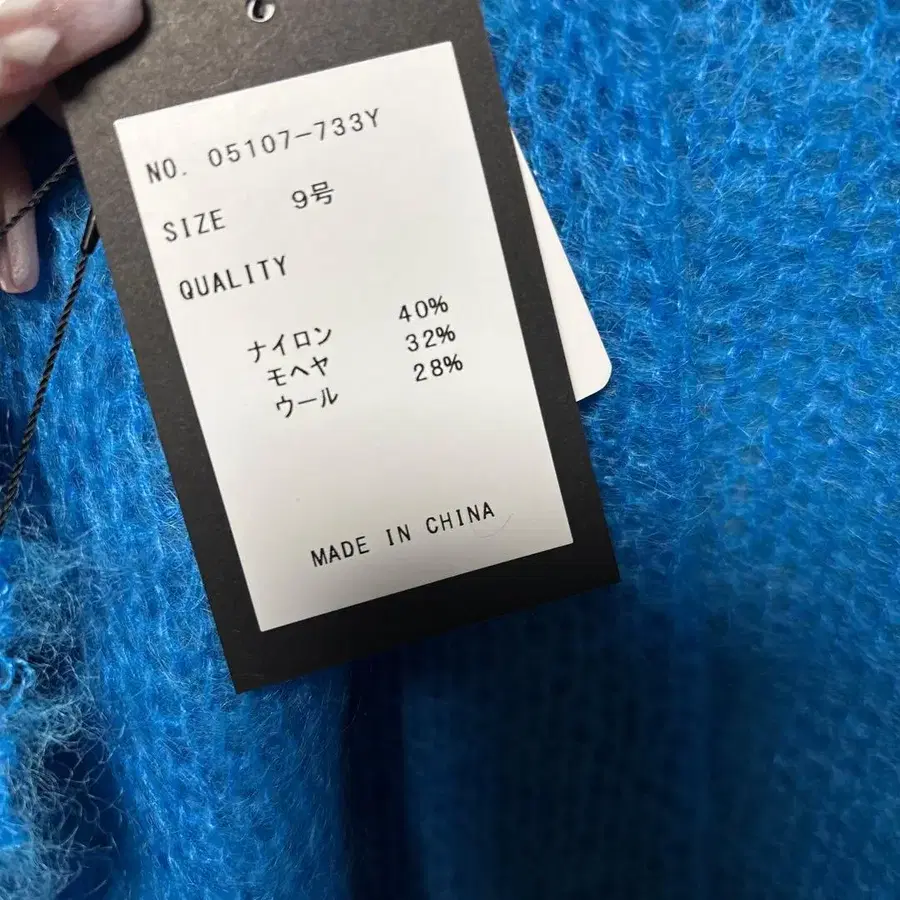 NO. 05107-733Y
SIZE 9号
QUALITY
ナイロン 40%
モヘヤ 32%
ウール 28%
MADE IN CHINA